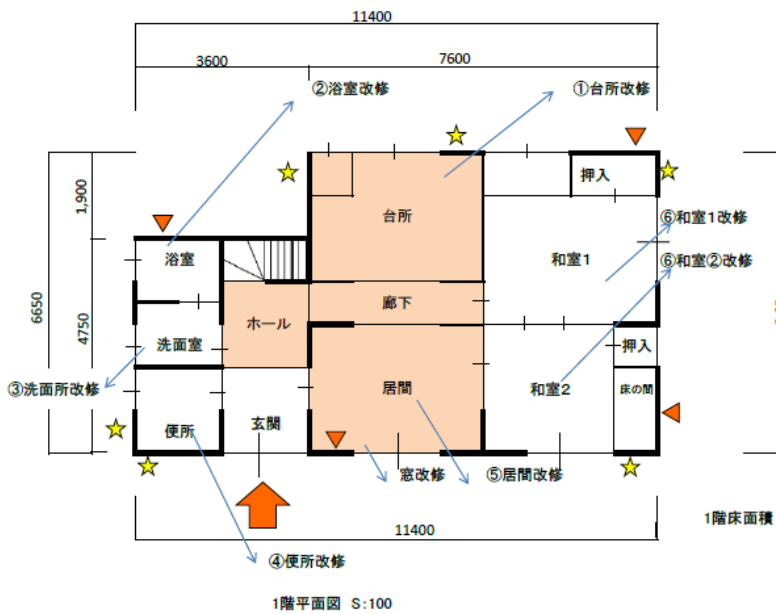 11400
3600
7600
②浴室改修
①台所改修
押入
1,900
台所
⑥和室1改修
浴室
和室1
⑥和室②改修
6650
4750
ホール
廊下
洗面室
押入
③洗面所改修
居間
和室2
床の間
便所
玄関
窓改修
⑤居間改修
1階床面積
11400
④便所改修
1階平面図 S:100